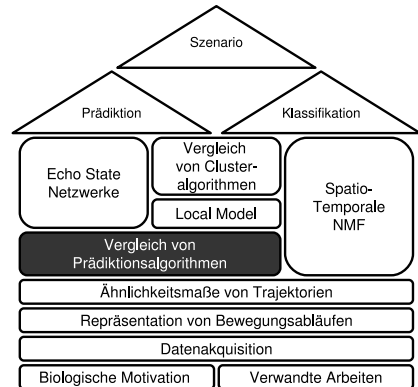 Szenario
Prädiktion
Klassifikation
Echo State
Netzwerke
Vergleich
von Cluster-
algorithmen
Local Model
Spatio-
Temporale
NMF
Vergleich von
Prädiktionsalgorithmen
Ähnlichkeitsmaße von Trajektorien
Repräsentation von Bewegungsabläufen
Datenakquisition
Biologische Motivation
Verwandte Arbeiten